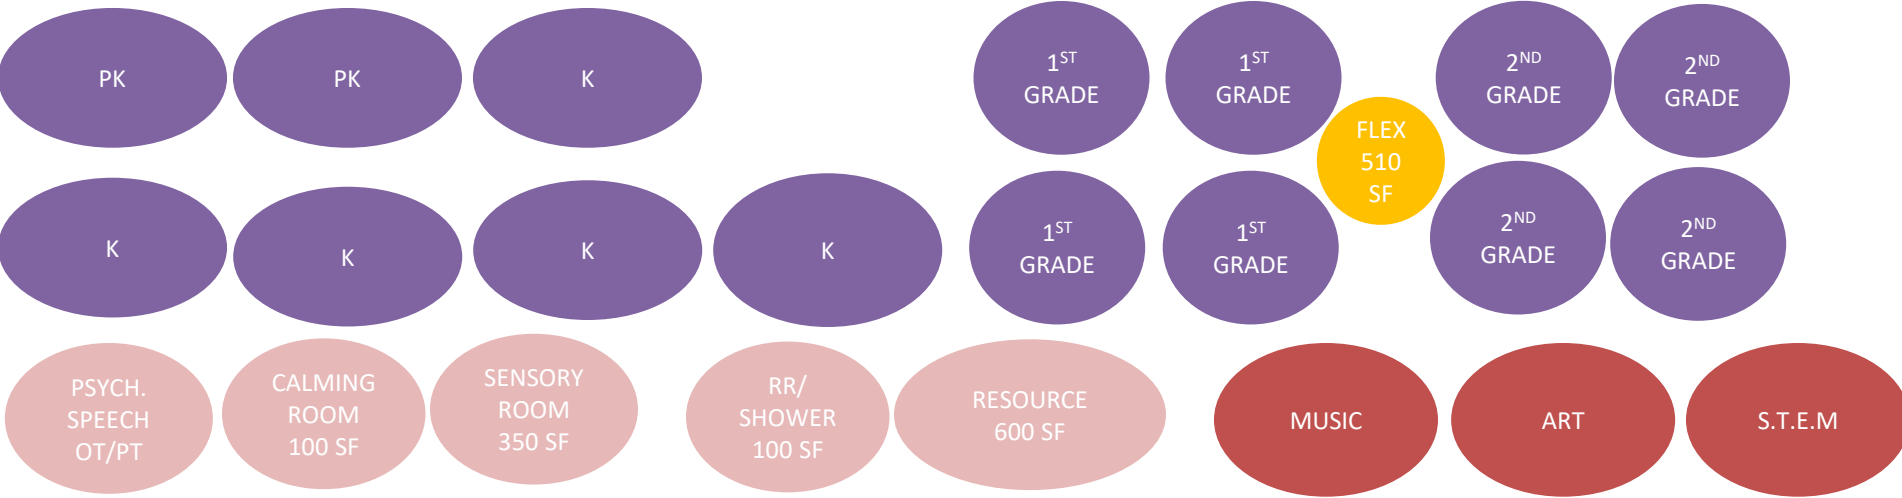 PK
PK
K
1ST
GRADE
1ST
GRADE
2ND
GRADE
2ND
GRADE
FLEX
510
SF
K
K
K
K
1ST
GRADE
1ST
GRADE
2ND
GRADE
2ND
GRADE
PSYCH.
SPEECH
OT/PT
CALMING
ROOM
100 SF
SENSORY
ROOM
350 SF
RR/
SHOWER
100 SF
RESOURCE
600 SF
MUSIC
ART
S.T.E.M